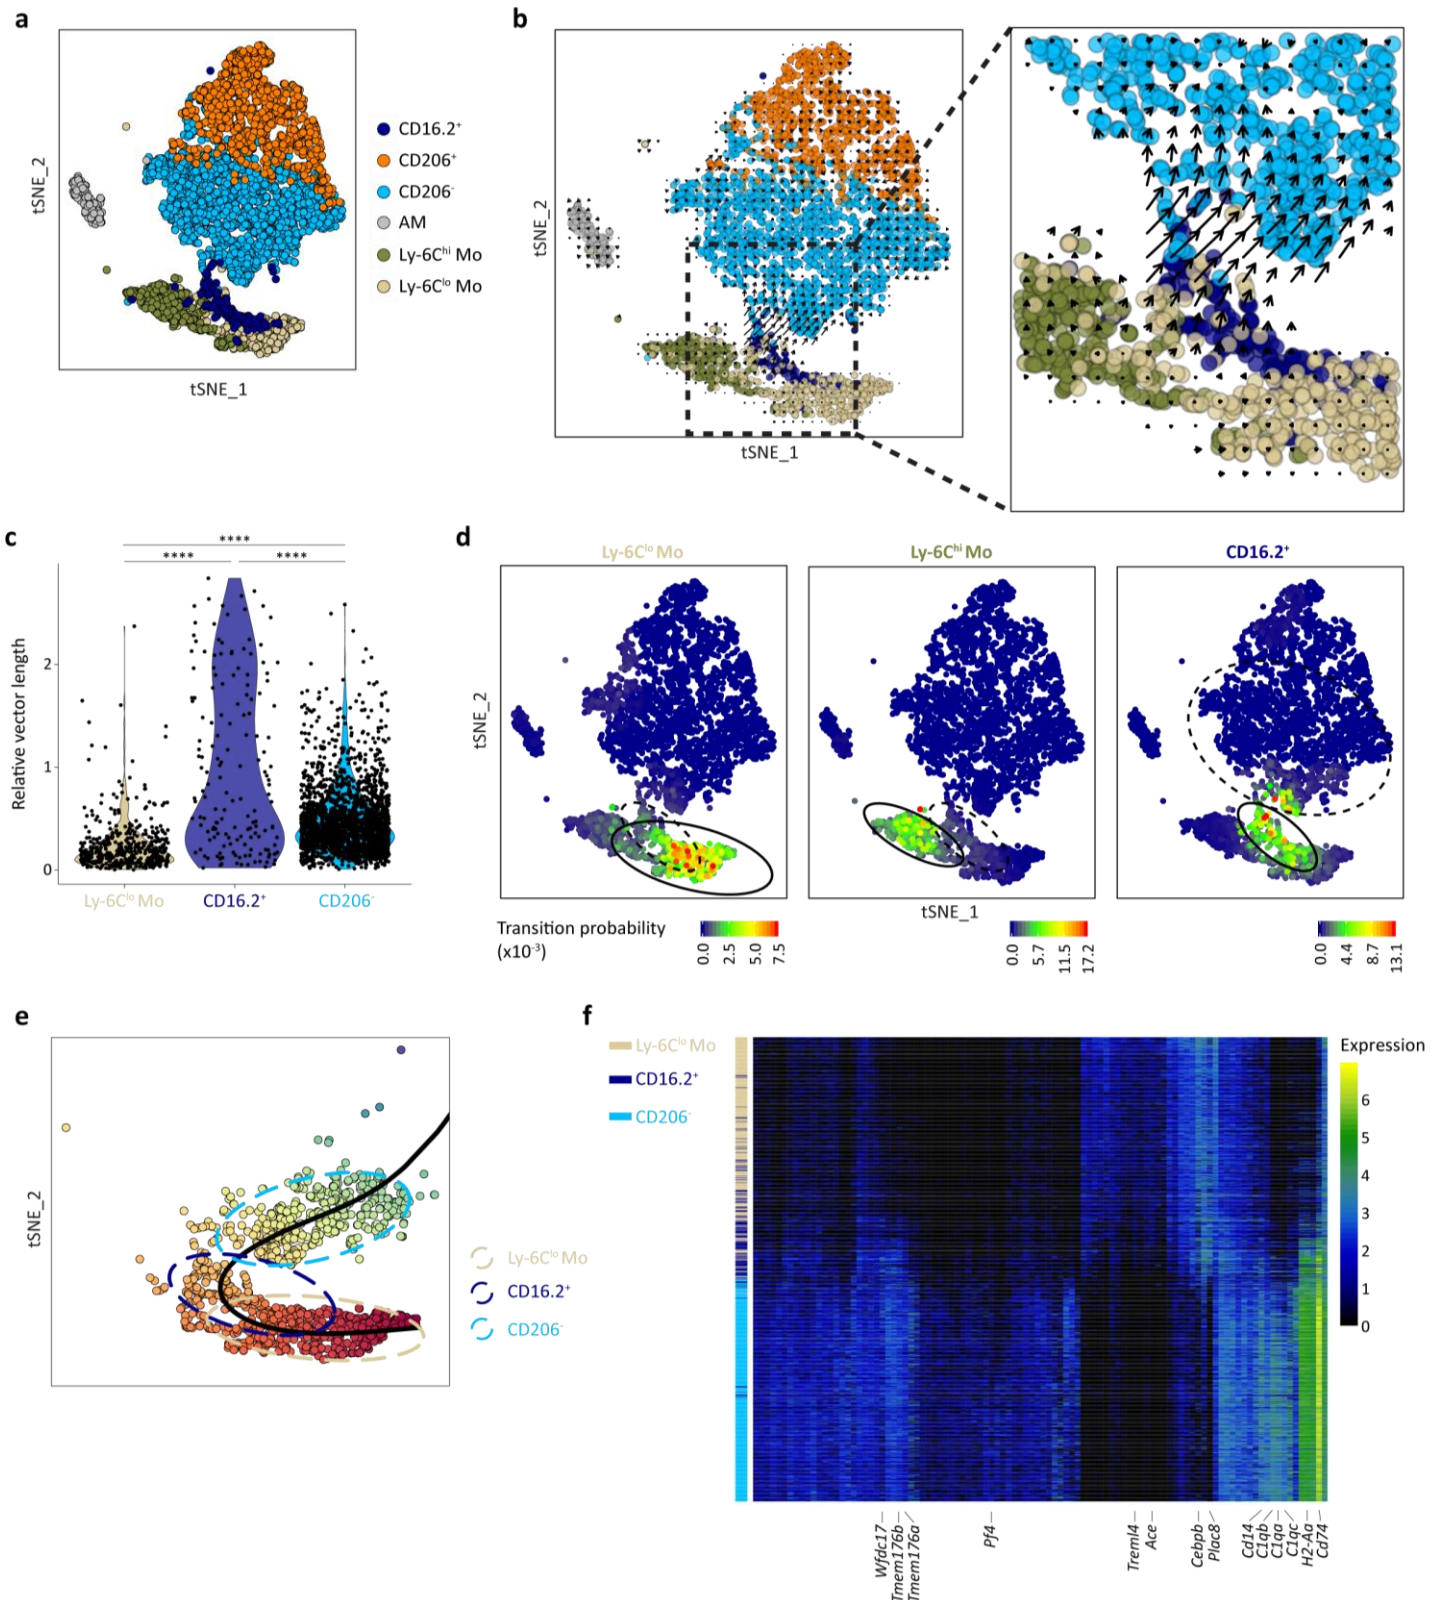 a
tSNE_2
tSNE_1
CD16.2⁺
CD206⁺
CD206⁻
AM
Ly-6Cʰⁱ Mo
Ly-6Cˡᵒ Mo
b
tSNE_2
tSNE_1
c
****
**** ****
Relative vector length
2
1
0
Ly-6Cˡᵒ Mo CD16.2⁺ CD206⁻
d
Ly-6Cˡᵒ Mo Ly-6Cʰⁱ Mo CD16.2⁺
tSNE_2
tSNE_1
Transition probability
(x10⁻³)
0.0 2.5 5.0 7.5
0.0 5.7 11.5 17.2
0.0 4.4 8.7 13.1
e
tSNE_2
Ly-6Cˡᵒ Mo
CD16.2⁺
CD206⁻
f
Ly-6Cˡᵒ Mo
CD16.2⁺
CD206⁻
Expression
6
5
4
3
2
1
0
Wfdc17
Tmem176b
Tmem176a
Pf4
Treml4
Ace
Cebpb
Plac8
Cd14
C1qb
C1qa
C1qc
H2-Aa
Cd74